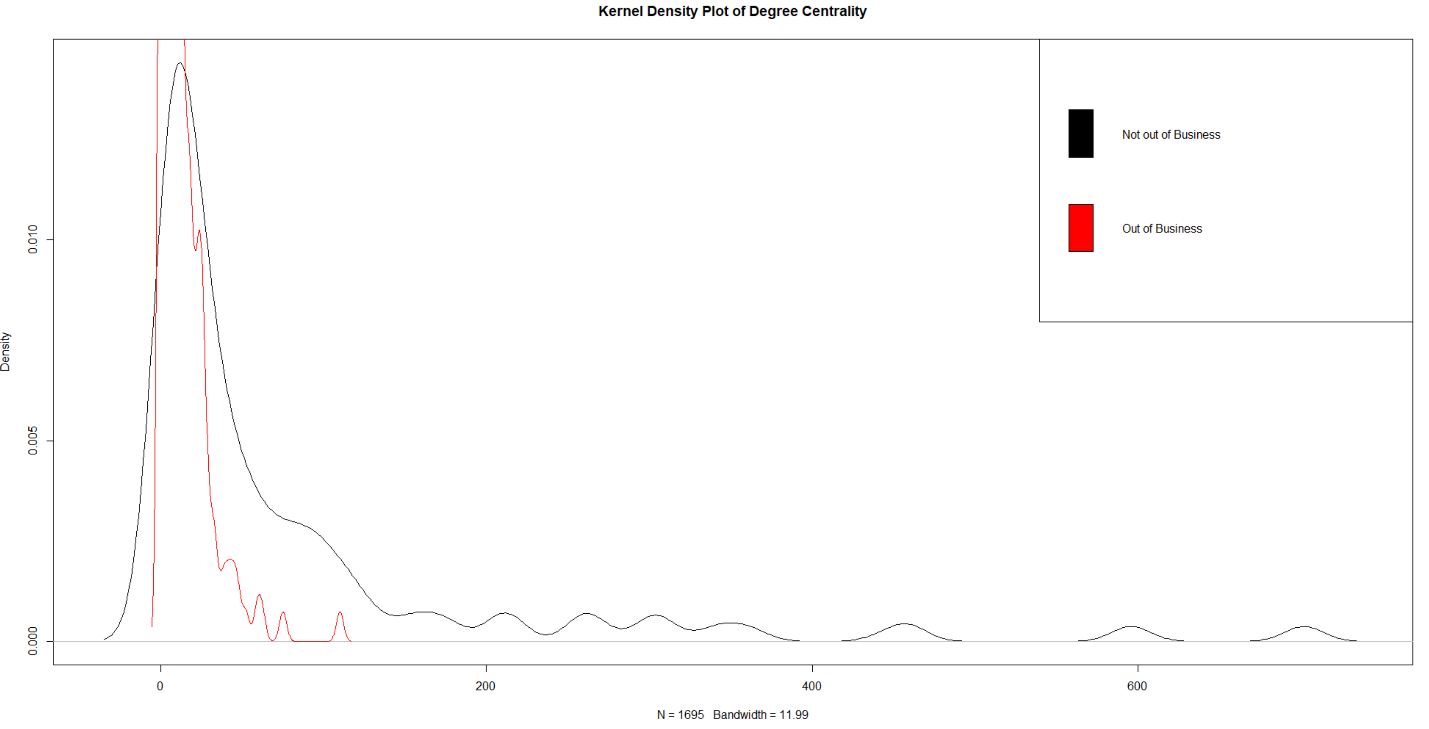 Kernel Density Plot of Degree Centrality
Not out of Business
Out of Business
Density
0.000
0.005
0.010
0
200
400
600
N = 1695 Bandwidth = 11.99